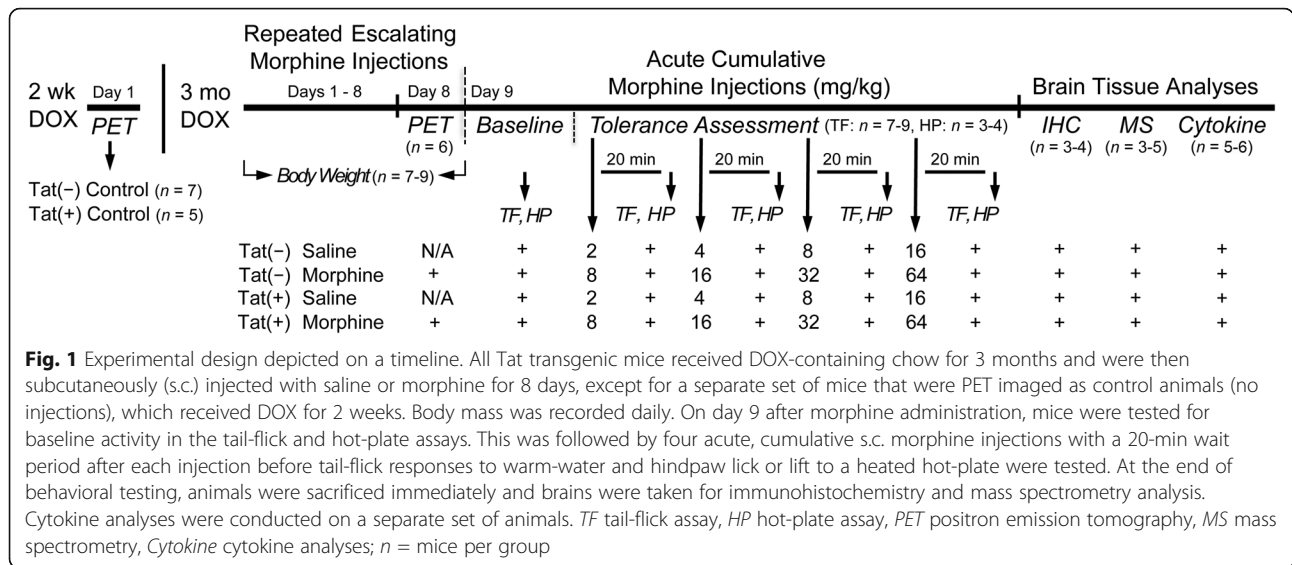 Repeated Escalating
Morphine Injections
Acute Cumulative
Morphine Injections (mg/kg)
Brain Tissue Analyses
2 wk
DOX
Day 1
PET
3 mo
DOX
Days 1 - 8
Day 8
PET
(n = 6)
Day 9
Baseline
Tolerance Assessment (TF: n = 7-9, HP: n = 3-4)
IHC
(n = 3-4)
MS
(n = 3-5)
Cytokine
(n = 5-6)
Body Weight (n = 7-9)
20 min
20 min
20 min
20 min
Tat(−) Control (n = 7)
Tat(+) Control (n = 5)
TF, HP
TF, HP
TF, HP
TF, HP
TF, HP
Tat(−) Saline N/A + 2 + 4 + 8 + 16 + + + +
Tat(−) Morphine + + 8 + 16 + 32 + 64 + + + +
Tat(+) Saline N/A + 2 + 4 + 8 + 16 + + + +
Tat(+) Morphine + + 8 + 16 + 32 + 64 + + + +
Fig. 1 Experimental design depicted on a timeline. All Tat transgenic mice received DOX-containing chow for 3 months and were then
subcutaneously (s.c.) injected with saline or morphine for 8 days, except for a separate set of mice that were PET imaged as control animals (no
injections), which received DOX for 2 weeks. Body mass was recorded daily. On day 9 after morphine administration, mice were tested for
baseline activity in the tail-flick and hot-plate assays. This was followed by four acute, cumulative s.c. morphine injections with a 20-min wait
period after each injection before tail-flick responses to warm-water and hindpaw lick or lift to a heated hot-plate were tested. At the end of
behavioral testing, animals were sacrificed immediately and brains were taken for immunohistochemistry and mass spectrometry analysis.
Cytokine analyses were conducted on a separate set of animals. TF tail-flick assay, HP hot-plate assay, PET positron emission tomography, MS mass
spectrometry, Cytokine cytokine analyses; n = mice per group